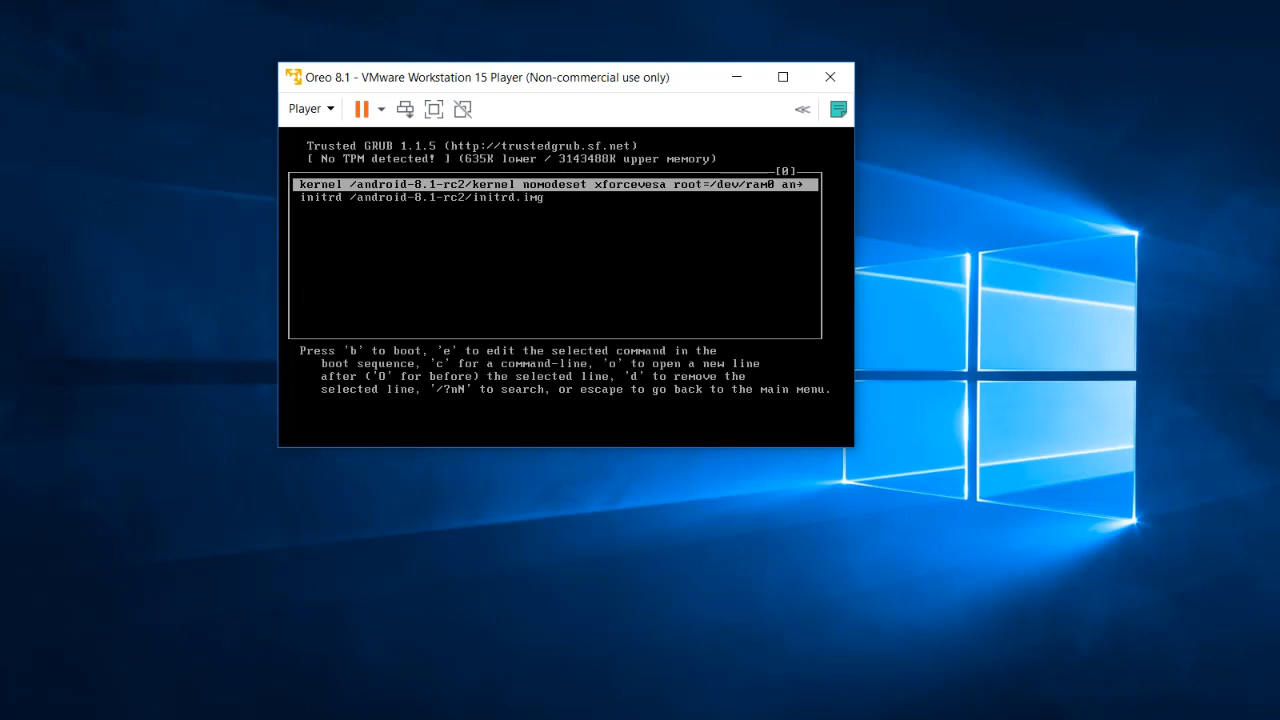 Oreo 8.1 - VMware Workstation 15 Player (Non-commercial use only)
Player
Trusted GRUB 1.1.5 (http://trustedgrub.sf.net)
[ No TPM detected! ] (635K lower / 3143488K upper memory)
[0]
kernel /android-8.1-rc2/kernel nomodeset xforcevesa root=/dev/ram0 an→
initrd /android-8.1-rc2/initrd.img
Press 'b' to boot, 'e' to edit the selected command in the
boot sequence, 'c' for a command-line, 'o' to open a new line
after ('O' for before) the selected line, 'd' to remove the
selected line, '/?nN' to search, or escape to go back to the main menu.